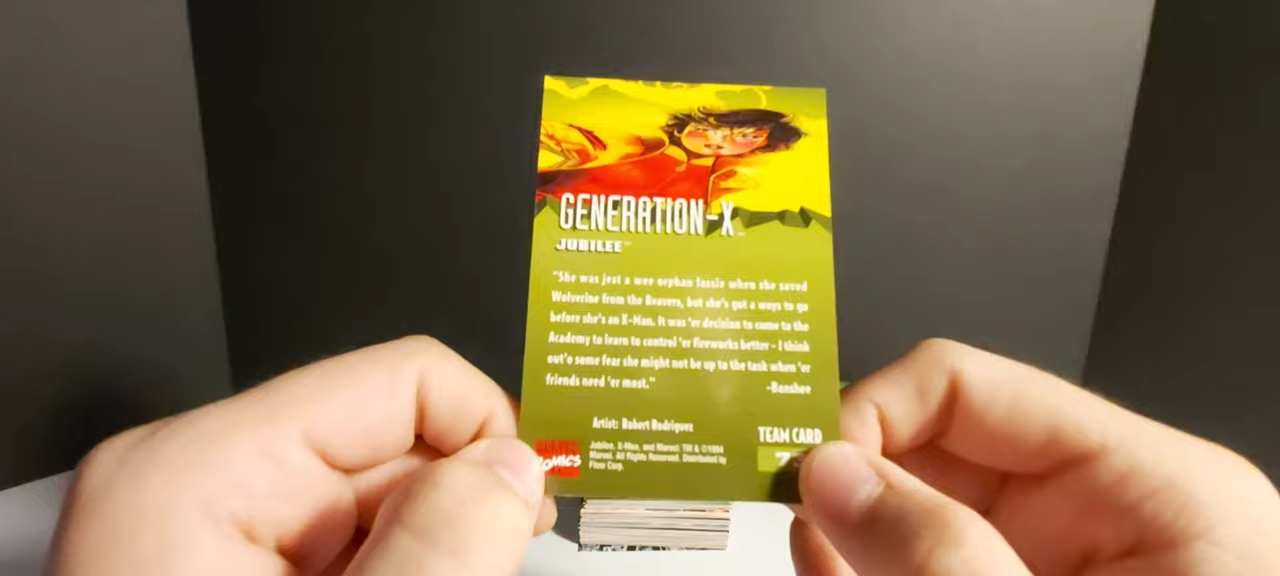 GENERATION-X
JUBILEE™
"She was jest a wee orphan lassie when she saved
Wolverine from the Reavers, but she's got a ways to go
before she's an X-Man. It was 'er decision to come to the
Academy to learn to control 'er fireworks better - I think
out'o some fear she might not be up to the task when 'er
friends need 'er most."
-Banshee
Artist: Robert Rodriguez
TEAM CARD
Jubilee, X-Men, and Marvel: TM & ©1994
Marvel. All Rights Reserved. Distributed by
Fleer Corp.
COMICS